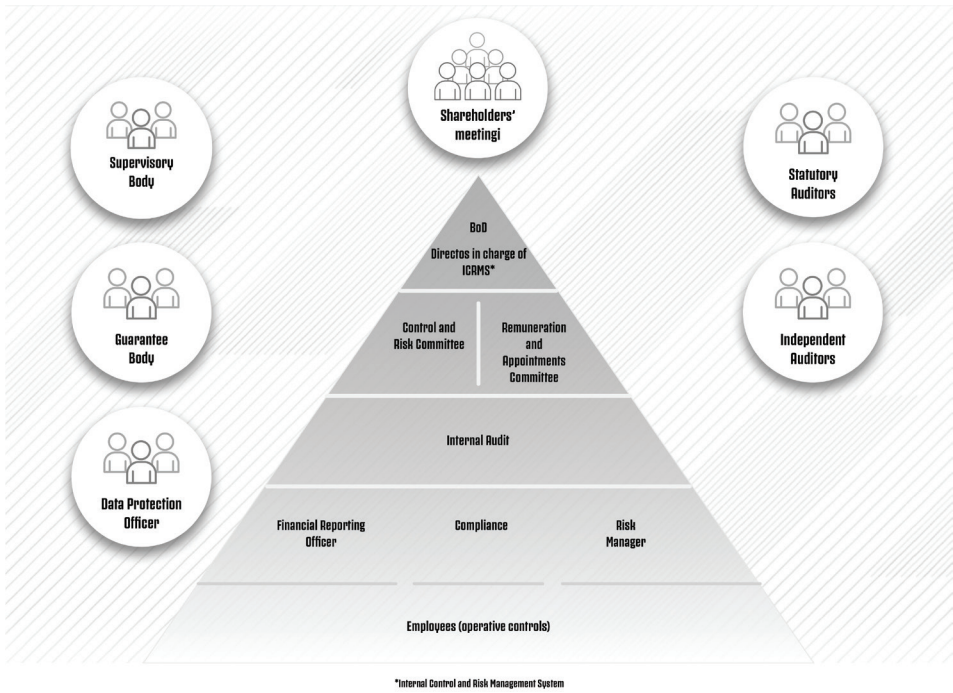 Shareholders'
meetingi
Supervisory
Body
Statutory
Auditors
BoD
Directos in charge of
ICRMS*
Guarantee
Body
Control and
Risk Committee
Remuneration
and
Appointments
Committee
Independent
Auditors
Internal Audit
Data Protection
Officer
Financial Reporting
Officer
Compliance
Risk
Manager
Employees (operative controls)
*Internal Control and Risk Management System